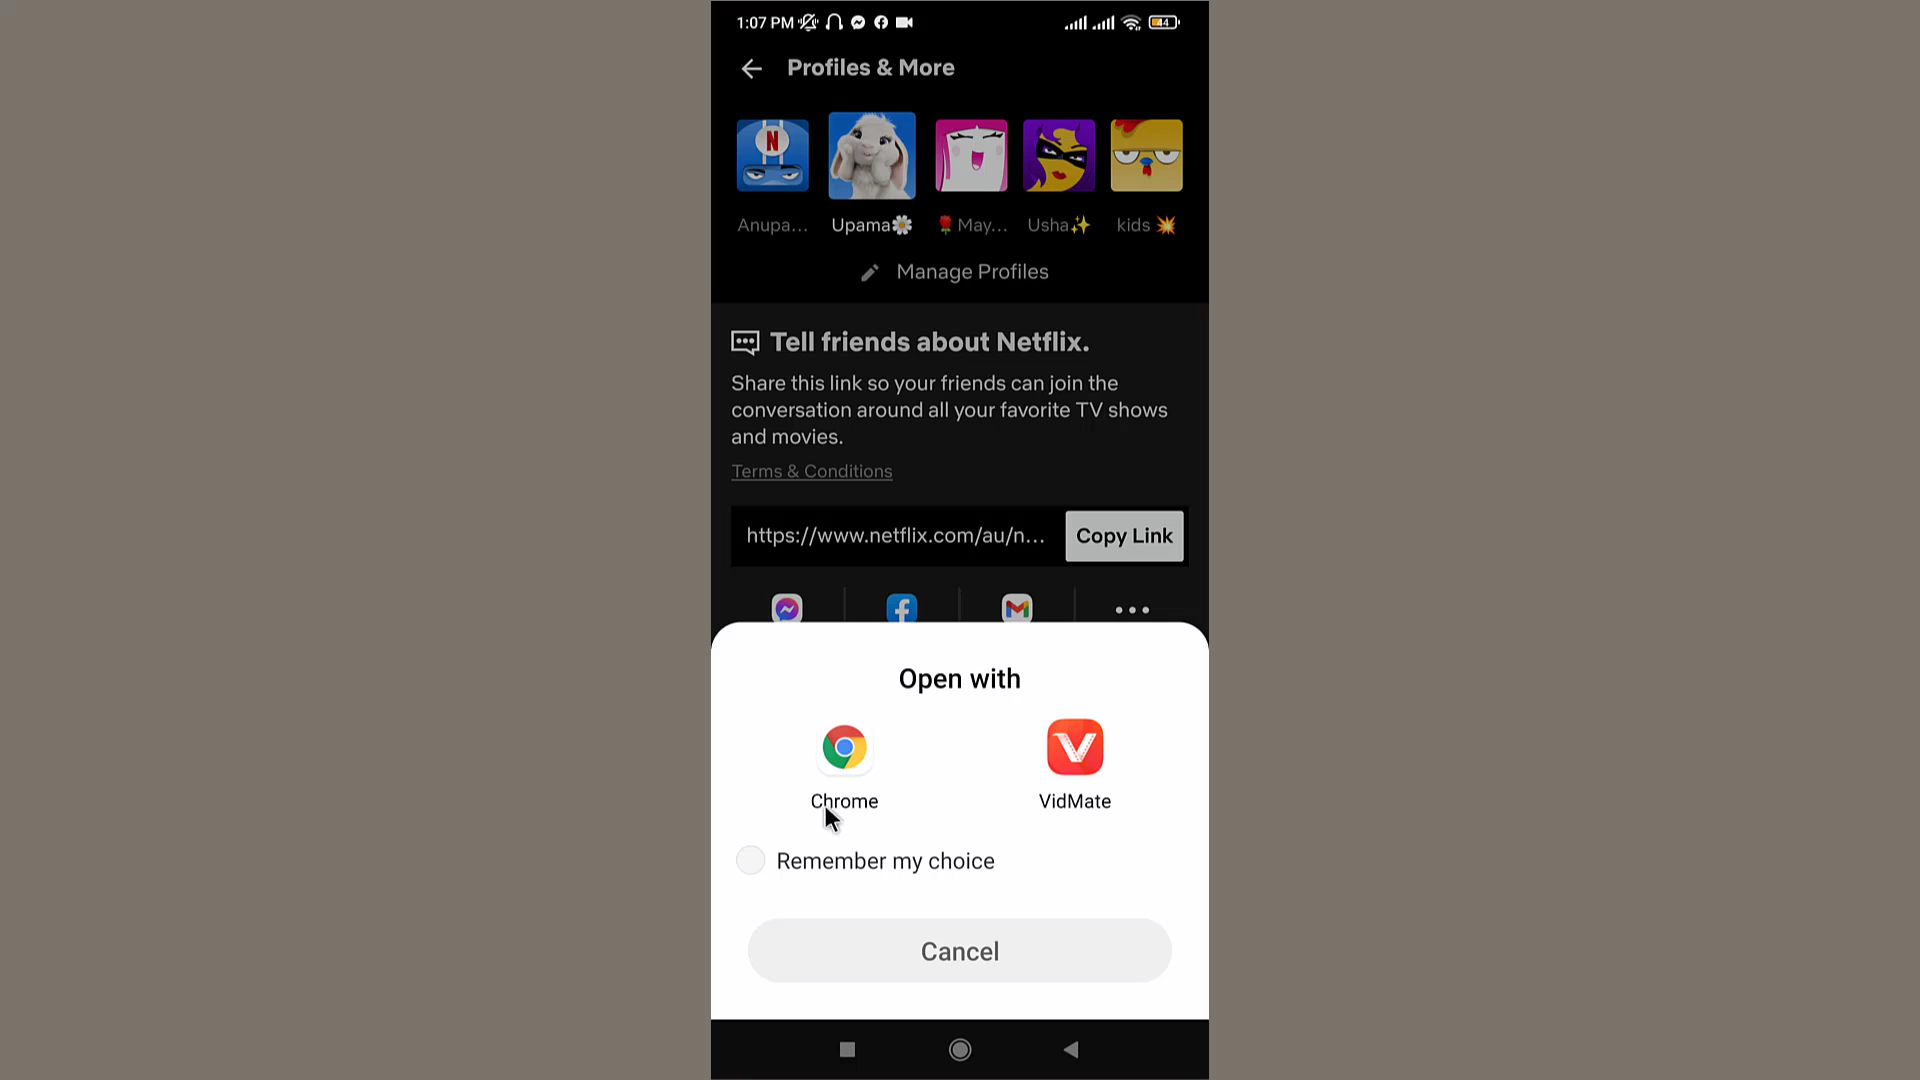 1:07 PM
44
Profiles & More
N
Anupa...
Upama🌼
🌹May...
Usha✨
kids 💥
Manage Profiles
Tell friends about Netflix.
Share this link so your friends can join the
conversation around all your favorite TV shows
and movies.
Terms & Conditions
https://www.netflix.com/au/n...
Copy Link
Open with
Chrome
VidMate
Remember my choice
Cancel